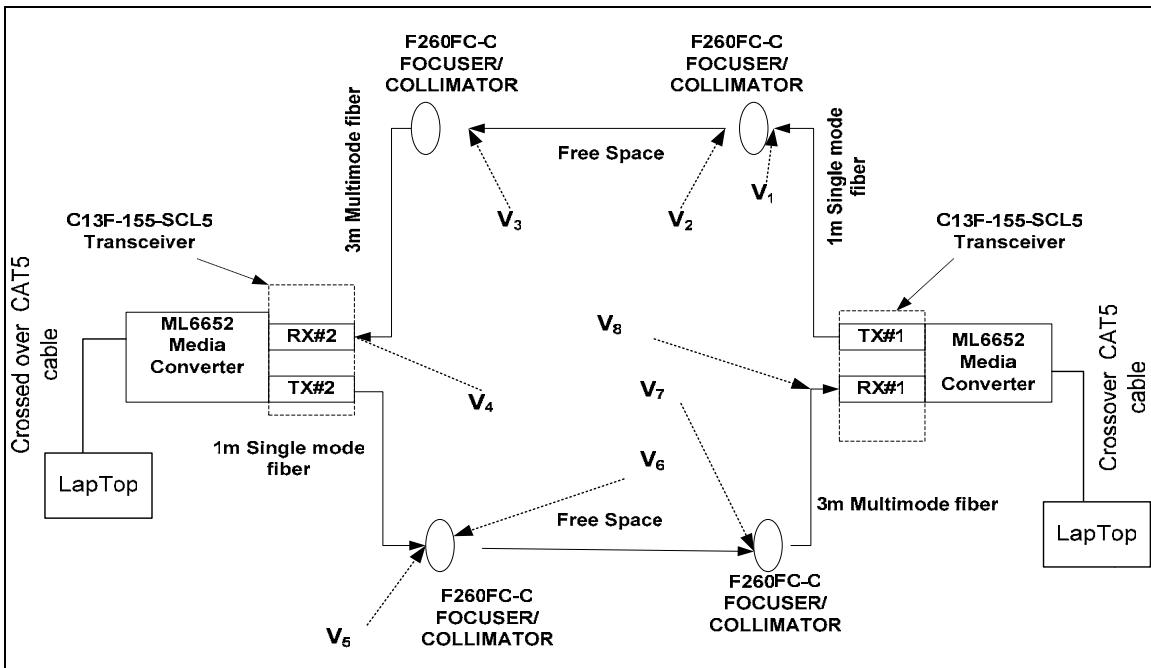 F260FC-C
FOCUSER/
COLLIMATOR
F260FC-C
FOCUSER/
COLLIMATOR
3m Multimode fiber
Free Space
1m Single mode
fiber
V₁
V₂
V₃
C13F-155-SCL5
Transceiver
C13F-155-SCL5
Transceiver
Crossed over CAT5
cable
ML6652
Media
Converter
RX#2
TX#2
V₄
V₈
TX#1
RX#1
ML6652
Media
Converter
Crossover CAT5
cable
V₇
1m Single mode
fiber
V₆
LapTop
Free Space
3m Multimode fiber
LapTop
F260FC-C
FOCUSER/
COLLIMATOR
F260FC-C
FOCUSER/
COLLIMATOR
V₅